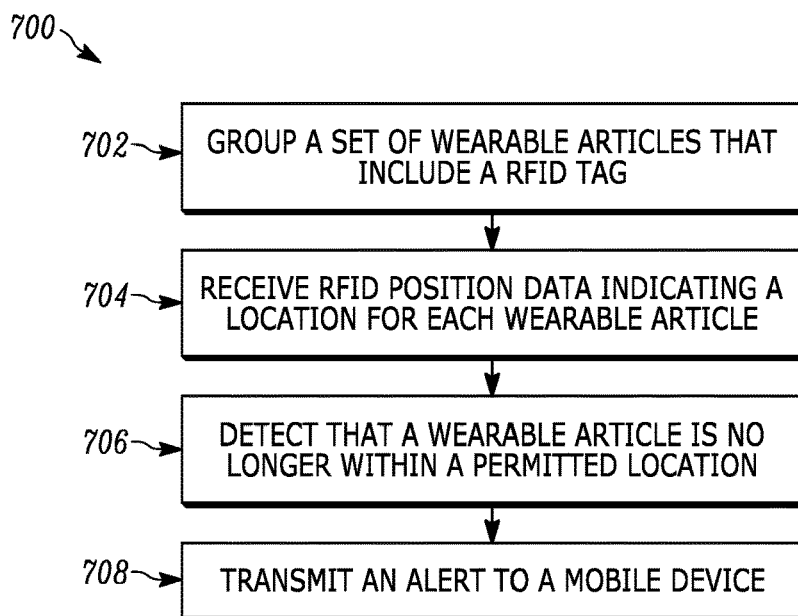 700
702
GROUP A SET OF WEARABLE ARTICLES THAT
INCLUDE A RFID TAG
704
RECEIVE RFID POSITION DATA INDICATING A
LOCATION FOR EACH WEARABLE ARTICLE
706
DETECT THAT A WEARABLE ARTICLE IS NO
LONGER WITHIN A PERMITTED LOCATION
708
TRANSMIT AN ALERT TO A MOBILE DEVICE